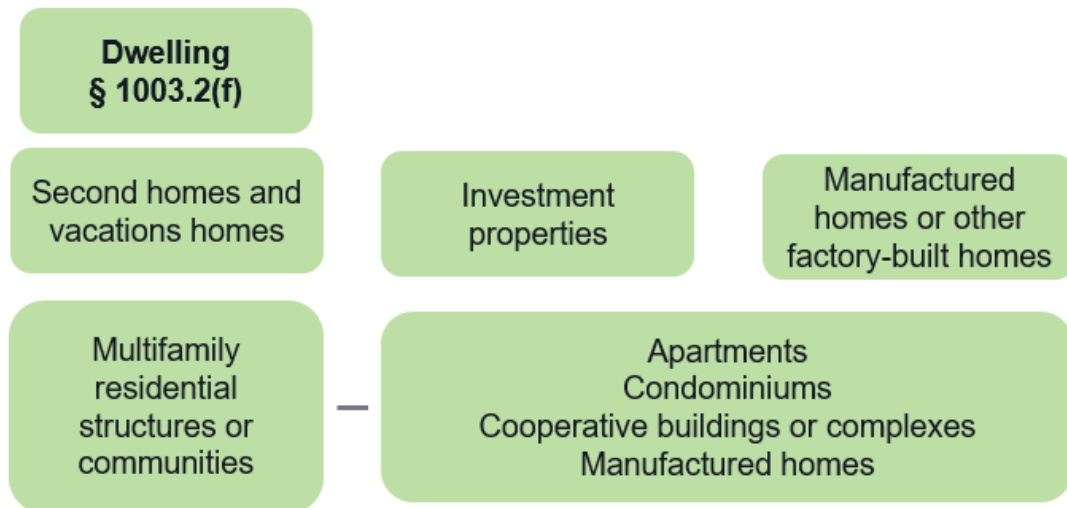 Dwelling
§ 1003.2(f)
Second homes and
vacations homes
Investment
properties
Manufactured
homes or other
factory-built homes
Multifamily
residential
structures or
communities
Apartments
Condominiums
Cooperative buildings or complexes
Manufactured homes